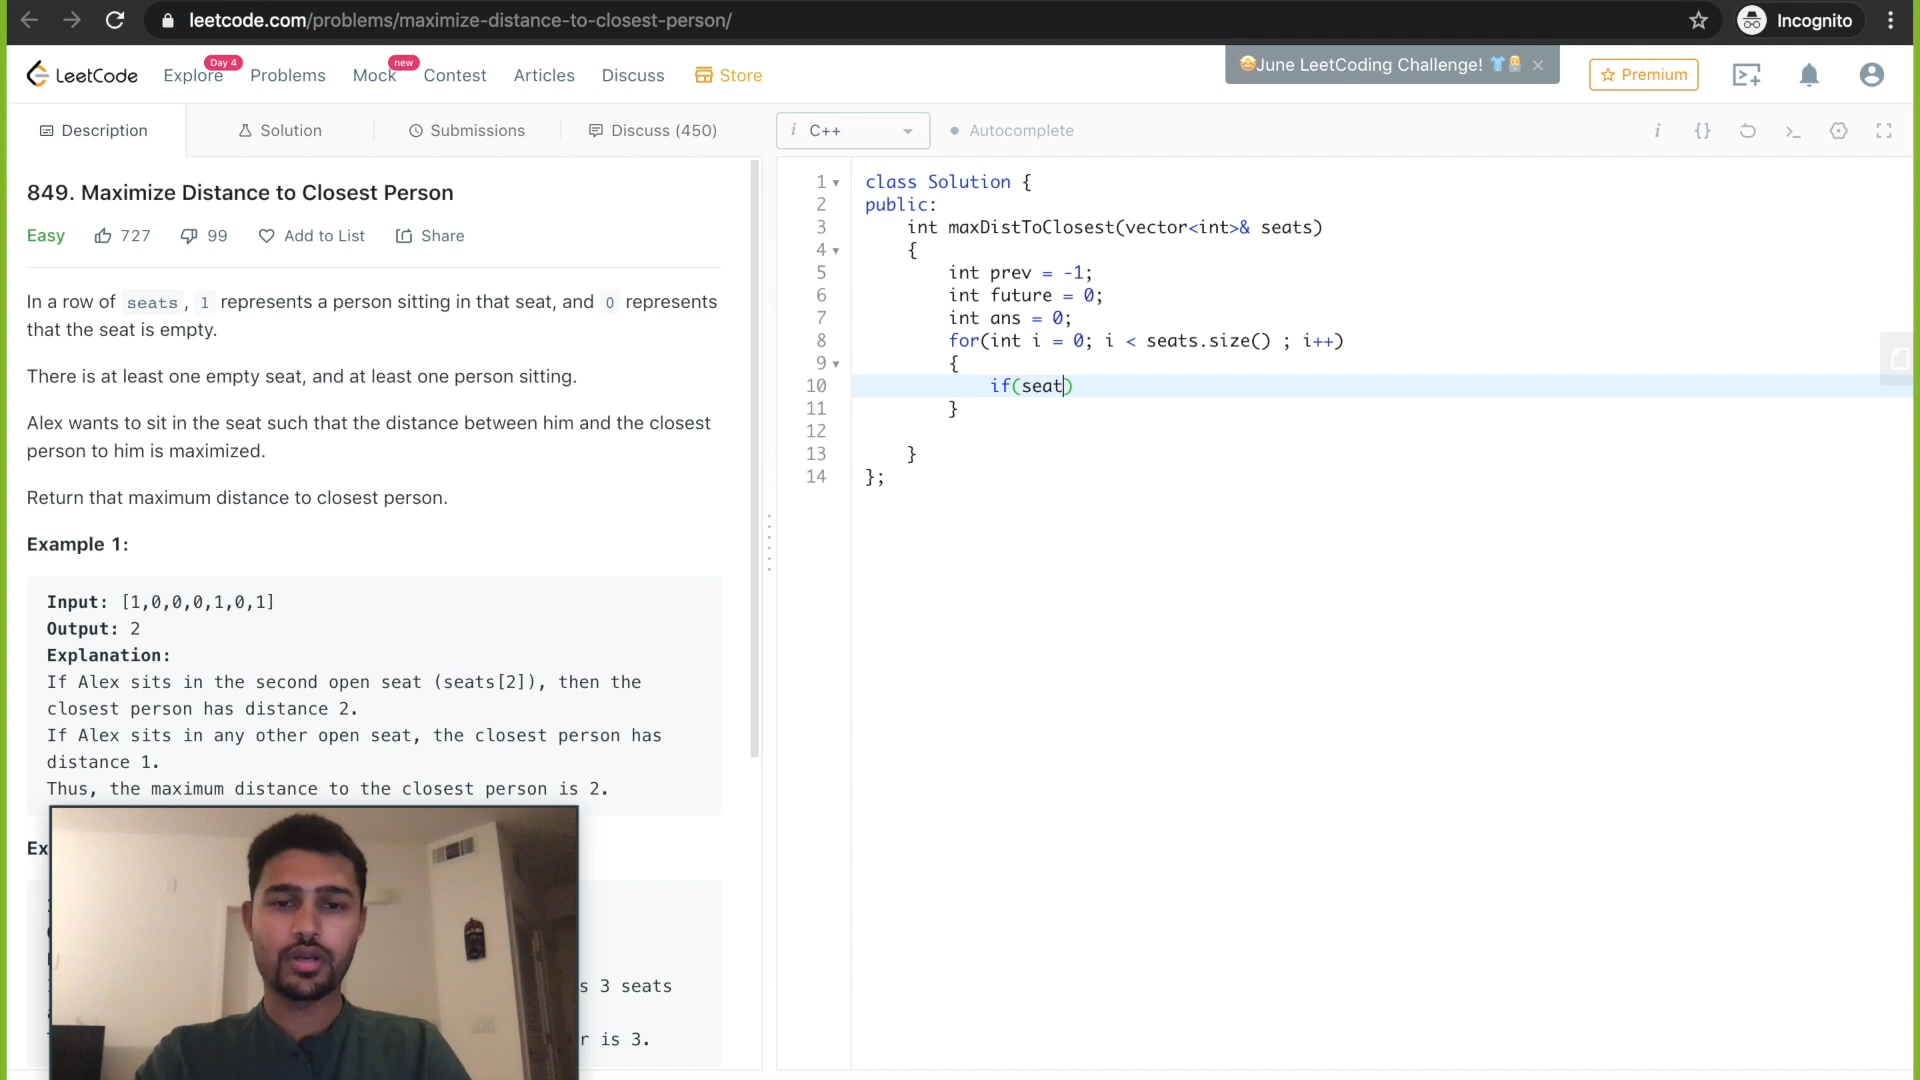 leetcode.com/problems/maximize-distance-to-closest-person/
Incognito
LeetCode
Explore
Day 4
Problems
Mock
new
Contest
Articles
Discuss
Store
🤩June LeetCoding Challenge!
Premium
Description
Solution
Submissions
Discuss (450)
i C++
Autocomplete
849. Maximize Distance to Closest Person
Easy
727
99
Add to List
Share
In a row of seats, 1 represents a person sitting in that seat, and 0 represents
that the seat is empty.
There is at least one empty seat, and at least one person sitting.
Alex wants to sit in the seat such that the distance between him and the closest
person to him is maximized.
Return that maximum distance to closest person.
Example 1:
Input: [1,0,0,0,1,0,1]
Output: 2
Explanation:
If Alex sits in the second open seat (seats[2]), then the
closest person has distance 2.
If Alex sits in any other open seat, the closest person has
distance 1.
Thus, the maximum distance to the closest person is 2.
Ex
s 3 seats
r is 3.
1 class Solution {
2 public:
3 int maxDistToClosest(vector<int>& seats)
4 {
5 int prev = -1;
6 int future = 0;
7 int ans = 0;
8 for(int i = 0; i < seats.size() ; i++)
9 {
10 if(seat)
11 }
12
13 }
14 };